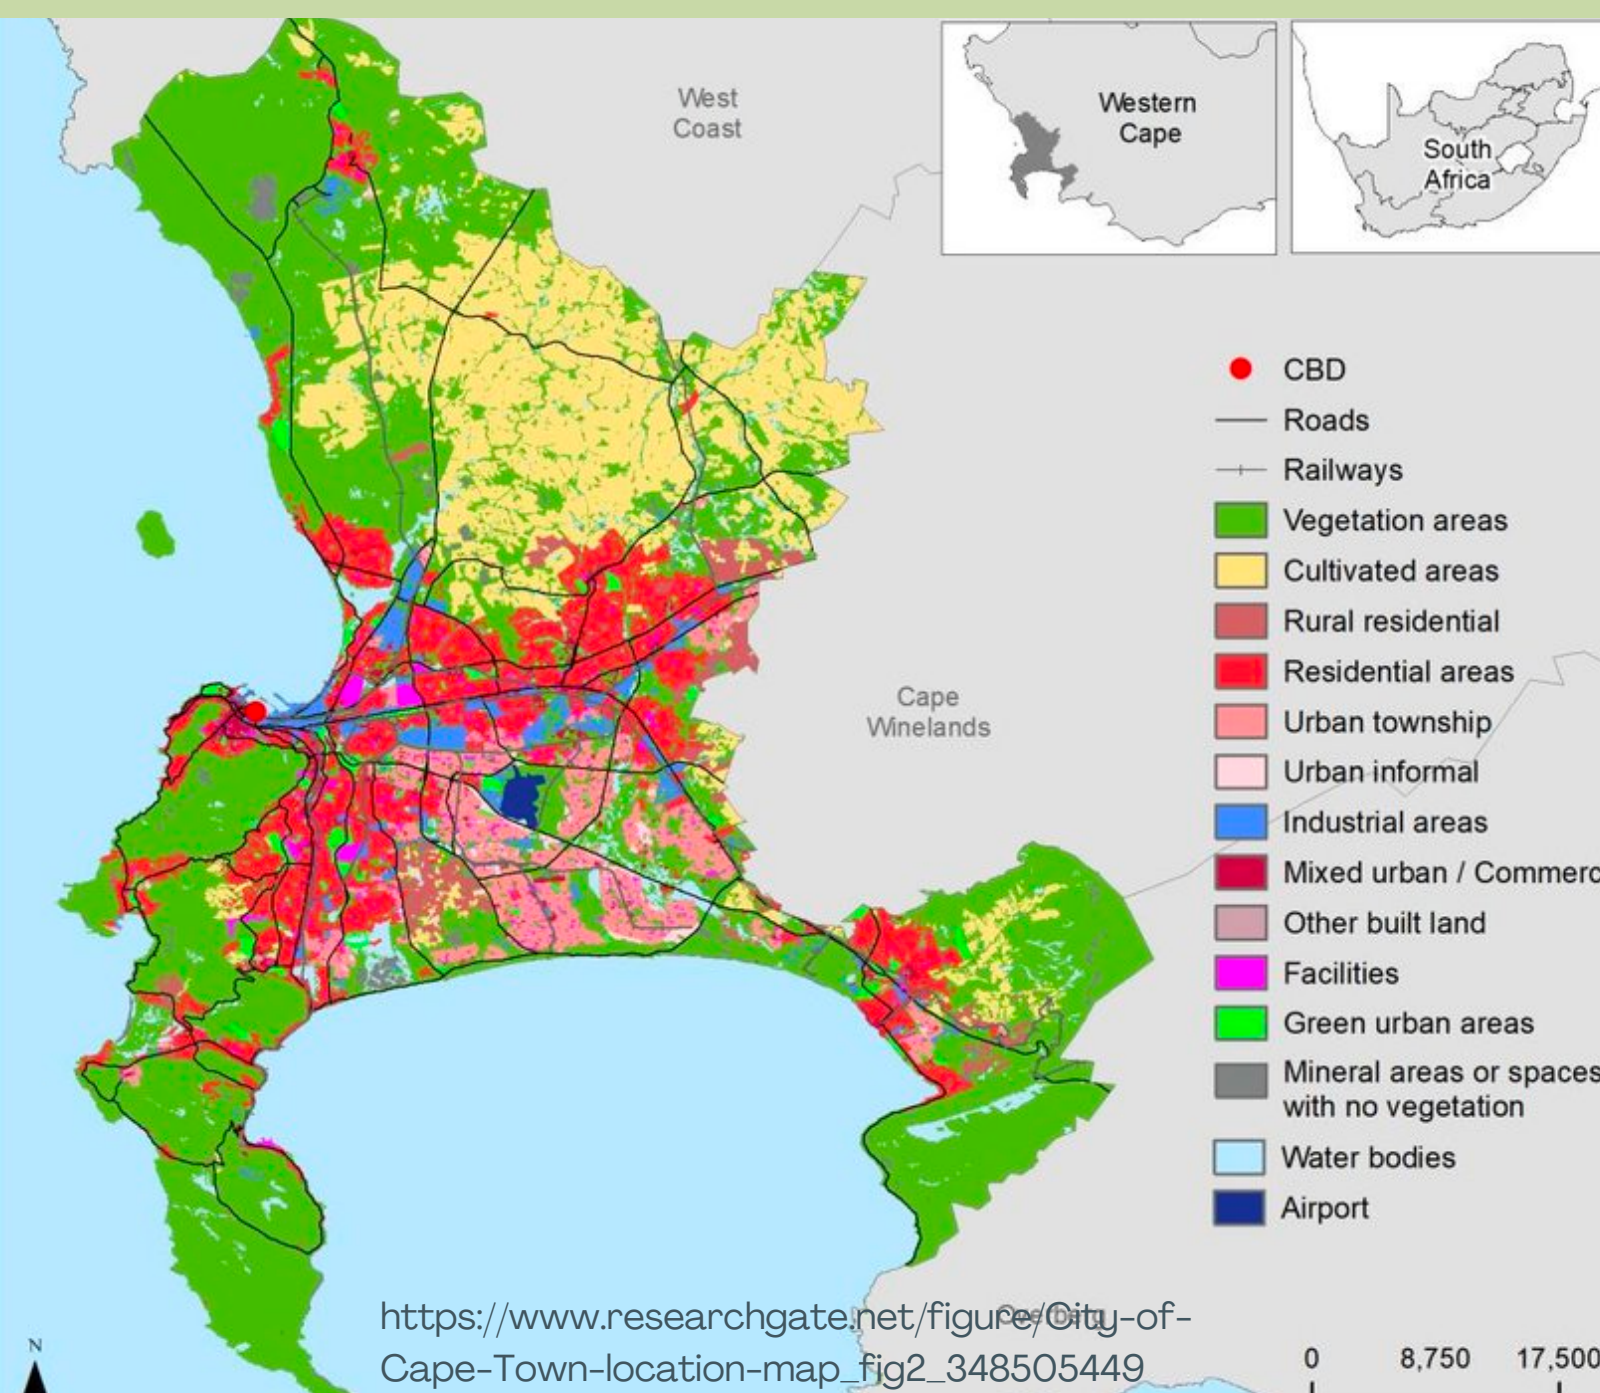 West
Coast
Western
Cape
South
Africa
CBD
Roads
Railways
Vegetation areas
Cultivated areas
Rural residential
Residential areas
Cape
Winelands
Urban township
Urban informal
Industrial areas
Mixed urban / Commerc
Other built land
Facilities
Green urban areas
Mineral areas or spaces
with no vegetation
Water bodies
Airport
Overberg
https://www.researchgate.net/figure/City-of-
Cape-Town-location-map_fig2_348505449
N
0 8,750 17,500